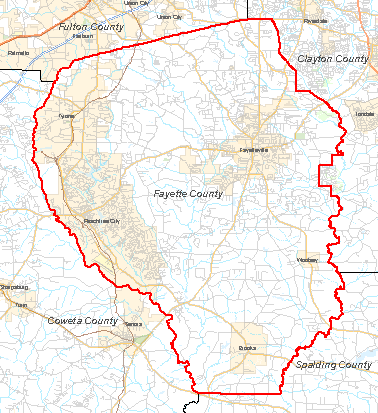 Union City
Union City
Riverdale
Fulton County
Fairburn
Palmetto
Clayton County
Tyrone
Fayetteville
Fayette County
Peachtree City
Woolsey
Sharpsburg
Turin
Coweta County
Senoia
Brooks
Spalding County